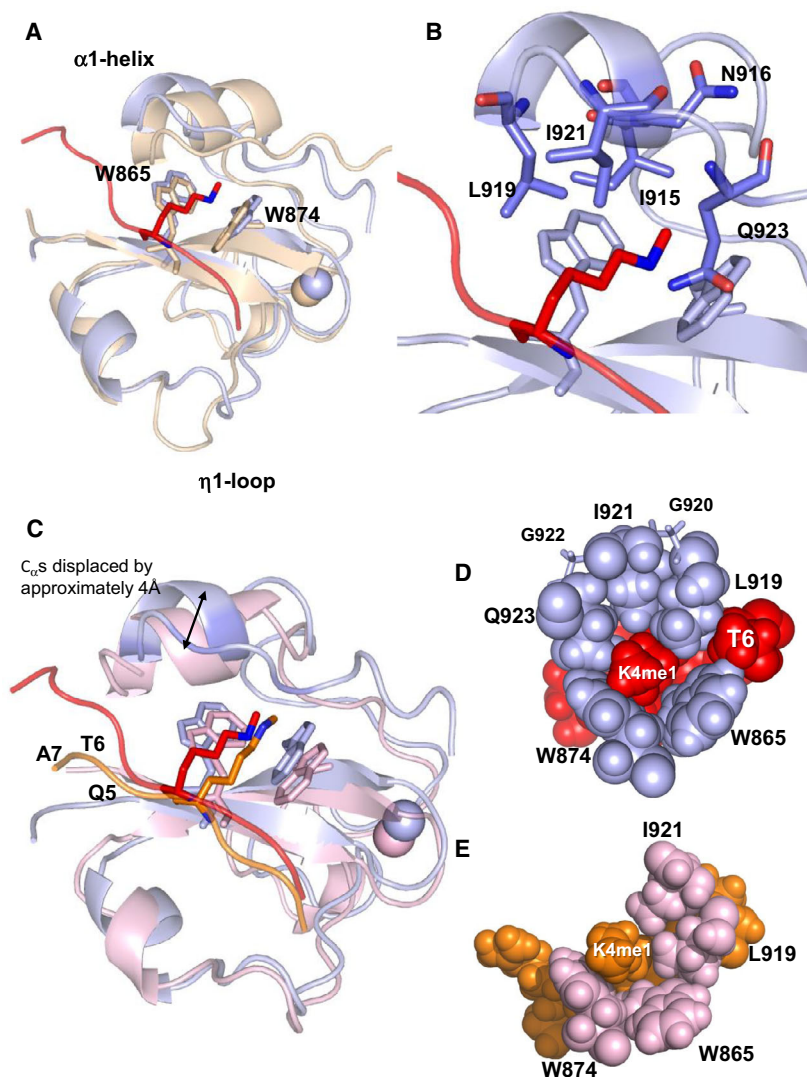 A
α1-helix
W865
W874
η1-loop
B
N916
I921
L919
I915
Q923
C
Cαs displaced by
approximately 4Å
A7
T6
Q5
D
I921
G920
G922
L919
Q923
T6
K4me1
W874
W865
E
I921
K4me1
L919
W865
W874